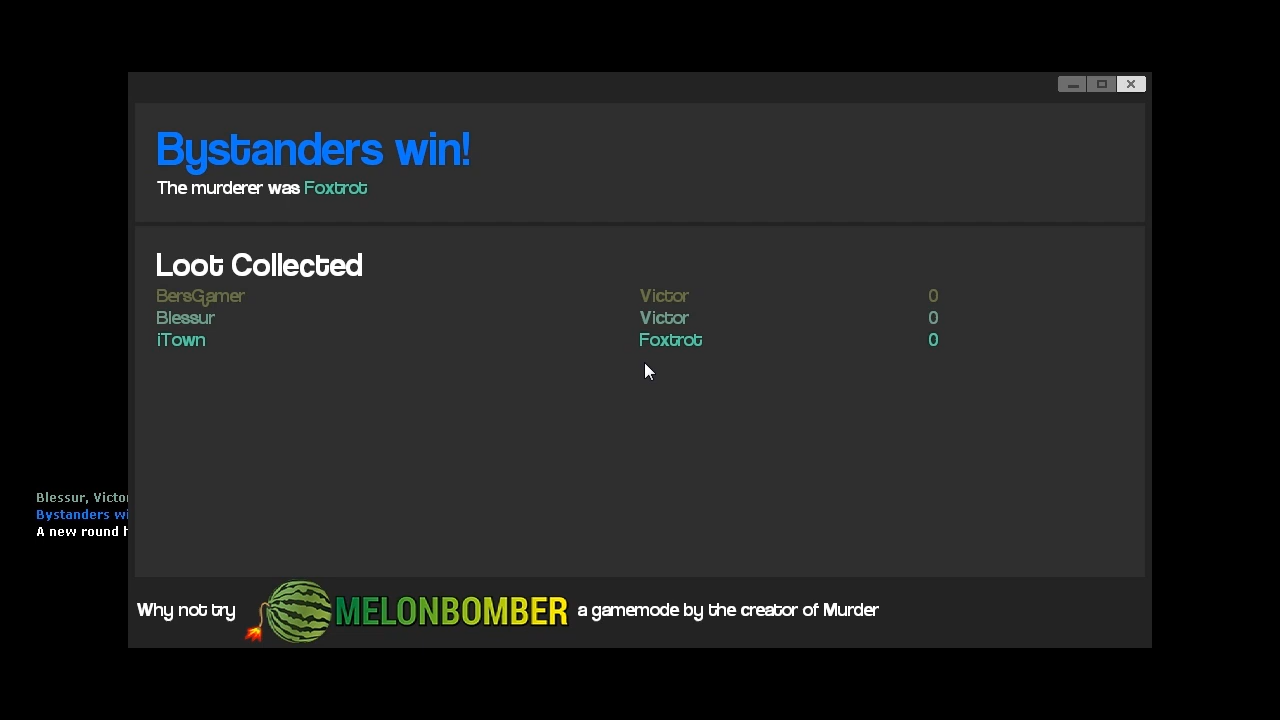 Bystanders win!
The murderer was Foxtrot
Loot Collected
BersGamer Victor 0
Blessur Victor 0
iTown Foxtrot 0
Blessur, Victor
Bystanders wi
A new round h
Why not try MELONBOMBER a gamemode by the creator of Murder